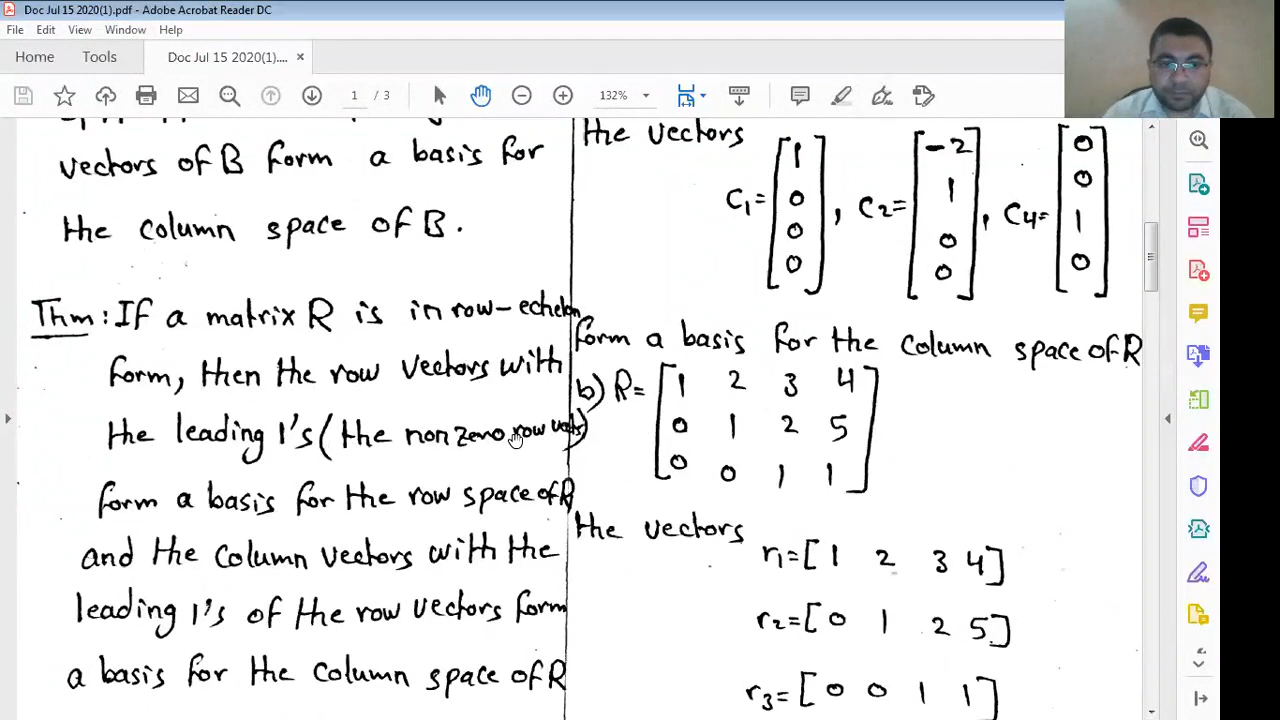 Doc Jul 15 2020(1).pdf - Adobe Acrobat Reader DC
File Edit View Window Help
Home Tools Doc Jul 15 2020(1).... ×
1 / 3 132%
vectors of B form a basis for
the column space of B.
Thm: If a matrix R is in row-echelon
form, then the row vectors with
the leading 1's (the non zero row
form a basis for the row space of R
and the column vectors with the
leading 1's of the row vectors form
a basis for the column space of R
the vectors
C1= [1 0 0 0], C2= [-2 1 0 0], C4= [0 0 1 0]
form a basis for the column space of R
b) R= [1 2 3 4
0 1 2 5
0 0 1 1]
the vectors
r1=[1 2 3 4]
r2=[0 1 2 5]
r3=[0 0 1 1]